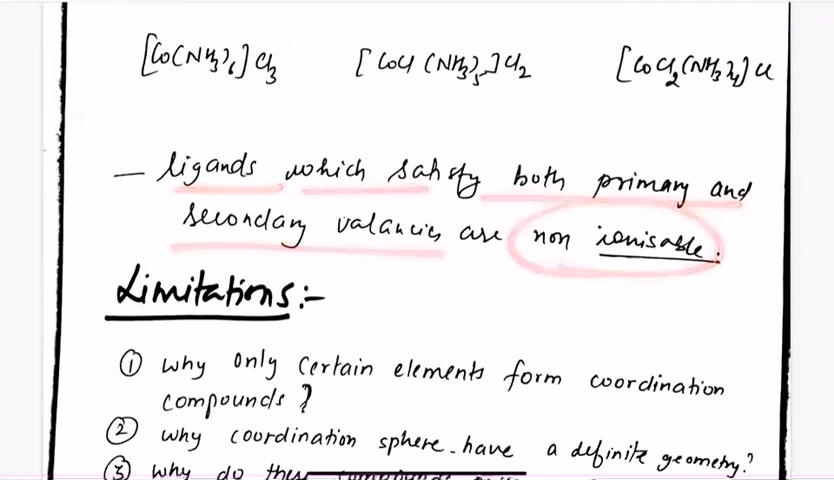 [Co(NH3)6]Cl3 [CoCl(NH3)5]Cl2 [CoCl2(NH3)4]Cl
— ligands which satisfy both primary and
secondary valancies are non ionisable.
Limitations:-
① why only certain elements form coordination
compounds?
② why coordination sphere have a definite geometry?
③ why do these compounds